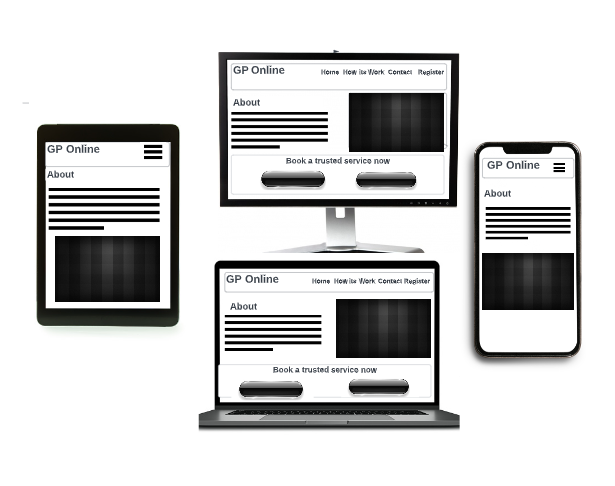 GP Online
Home How its Work Contact Register
About
Book a trusted service now
GP Online
About
GP Online
About
GP Online
Home How its Work Contact Register
About
Book a trusted service now